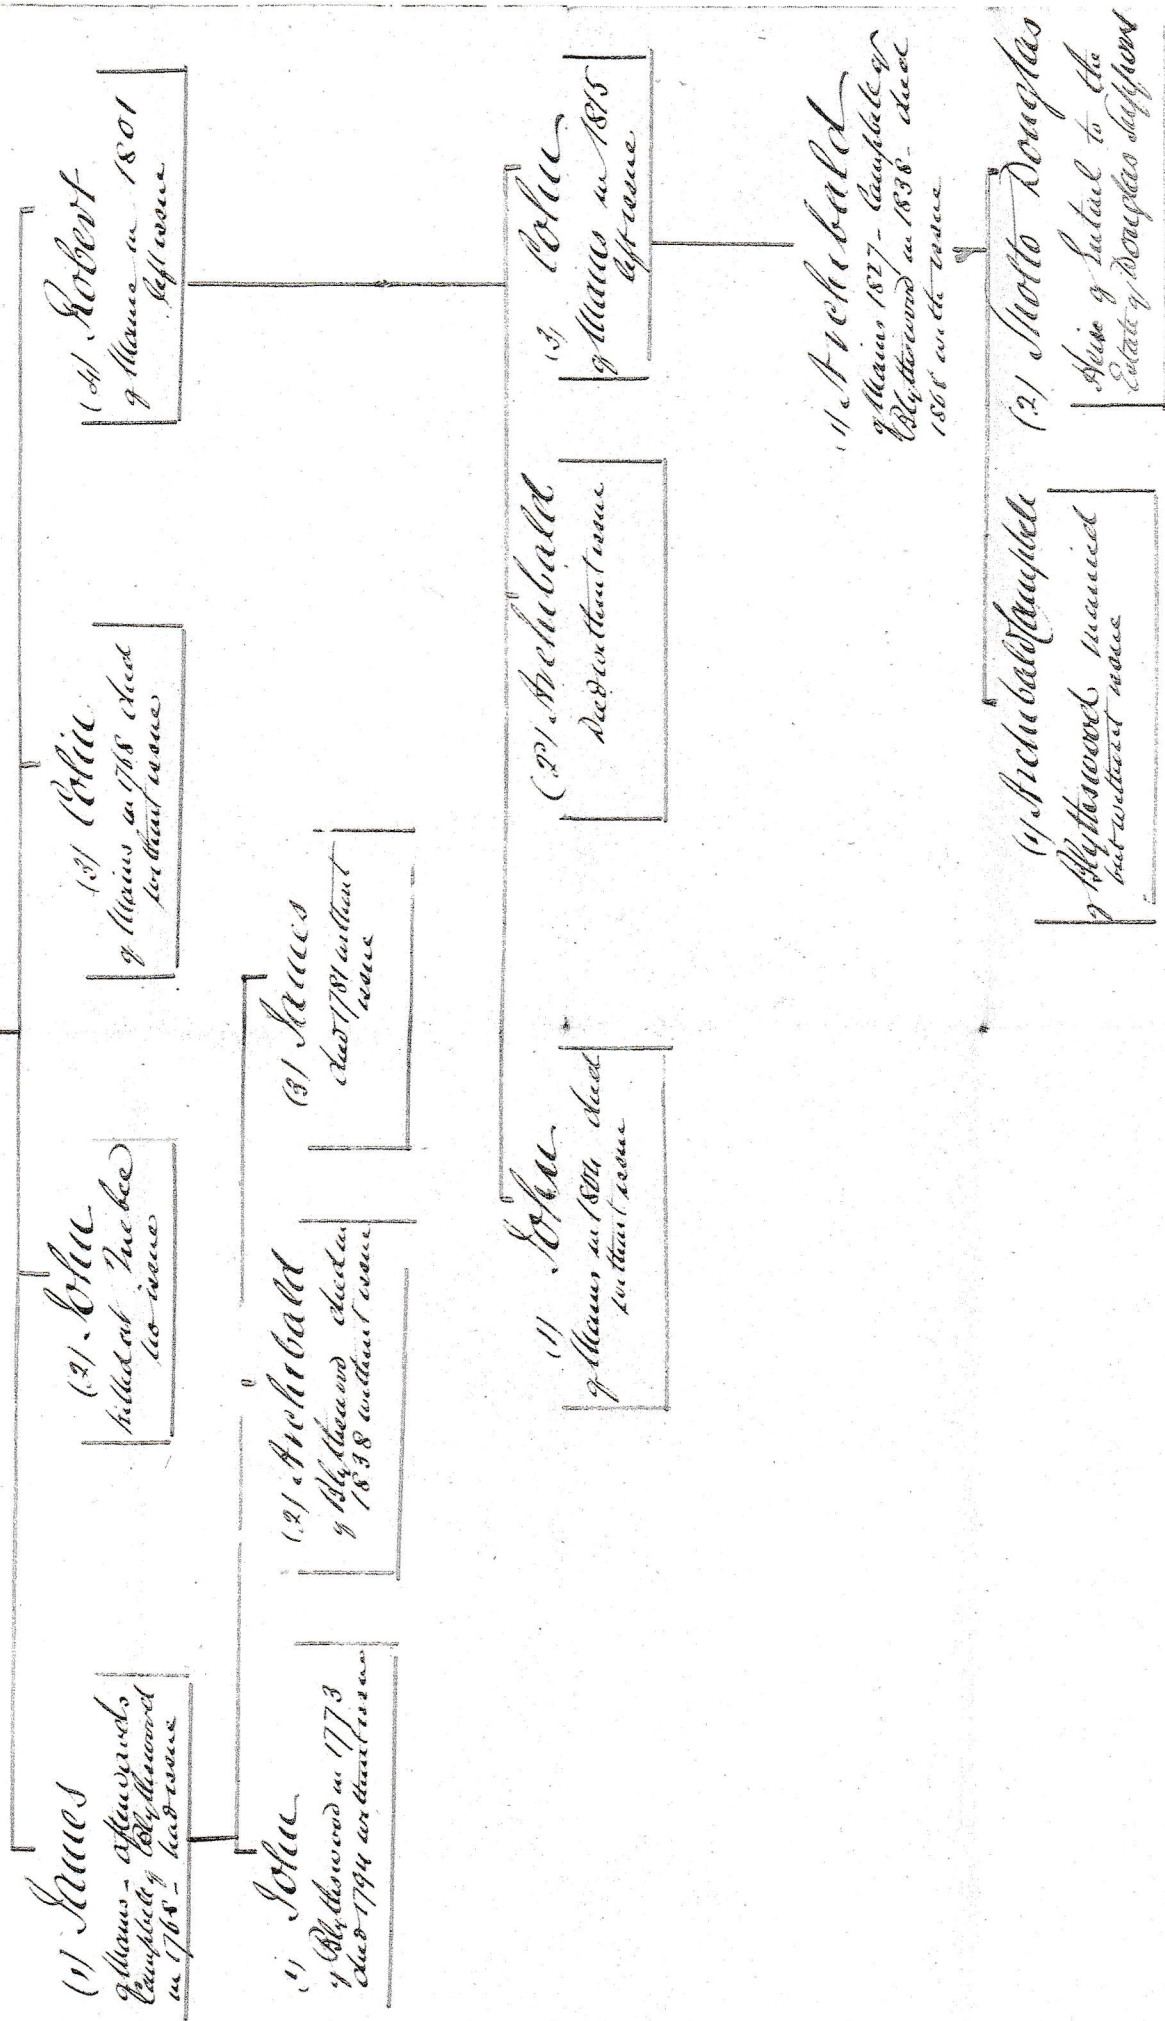 (1) James
of Mains - afterwards
Campbell of Blythswood
in 1768 - had issue
(2) John
killed at Quebec
no issue
(3) Colin
of Mains in 1768 died
without issue
(4) Robert
of Mains in 1801
left issue
(1) John
of Blythswood in 1773
died 1794 without issue
(2) Archibald
of Blythswood died in
1838 without issue
(3) James
died 1781 without
issue
(1) John
of Mains in 1804 died
without issue
(2) Archibald
Died without issue
(3) Colin
of Mains in 1815
left issue
(1) Archibald
of Mains 1827 - Campbell of
Blythswood in 1838 - died
1868 with issue
(1) Archibald Campbell
of Blythswood married
but without issue
(2) Sholto Douglas
Heir of Entail to the
Estate of Douglas Support